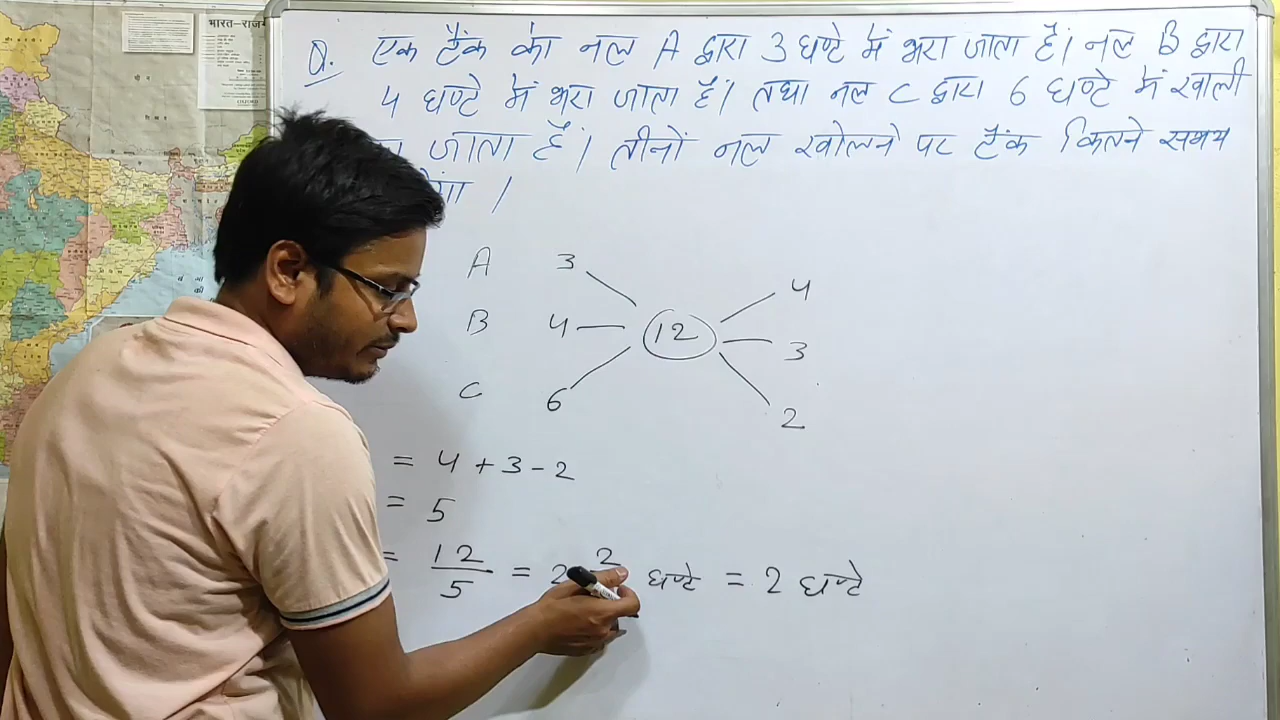 भारत-राज
Q. एक टैंक को नल A द्वारा 3 घण्टे में भरा जाता है। नल B द्वारा
4 घण्टे में भरा जाता है। तथा नल C द्वारा 6 घण्टे में खाली
जाता है। तीनों नल खोलने पर टैंक कितने समय
।
A 3 4
B 4 12 3
C 6 2
= 4 + 3 - 2
= 5
= 12/5 = 2 2 घण्टे = 2 घण्टे